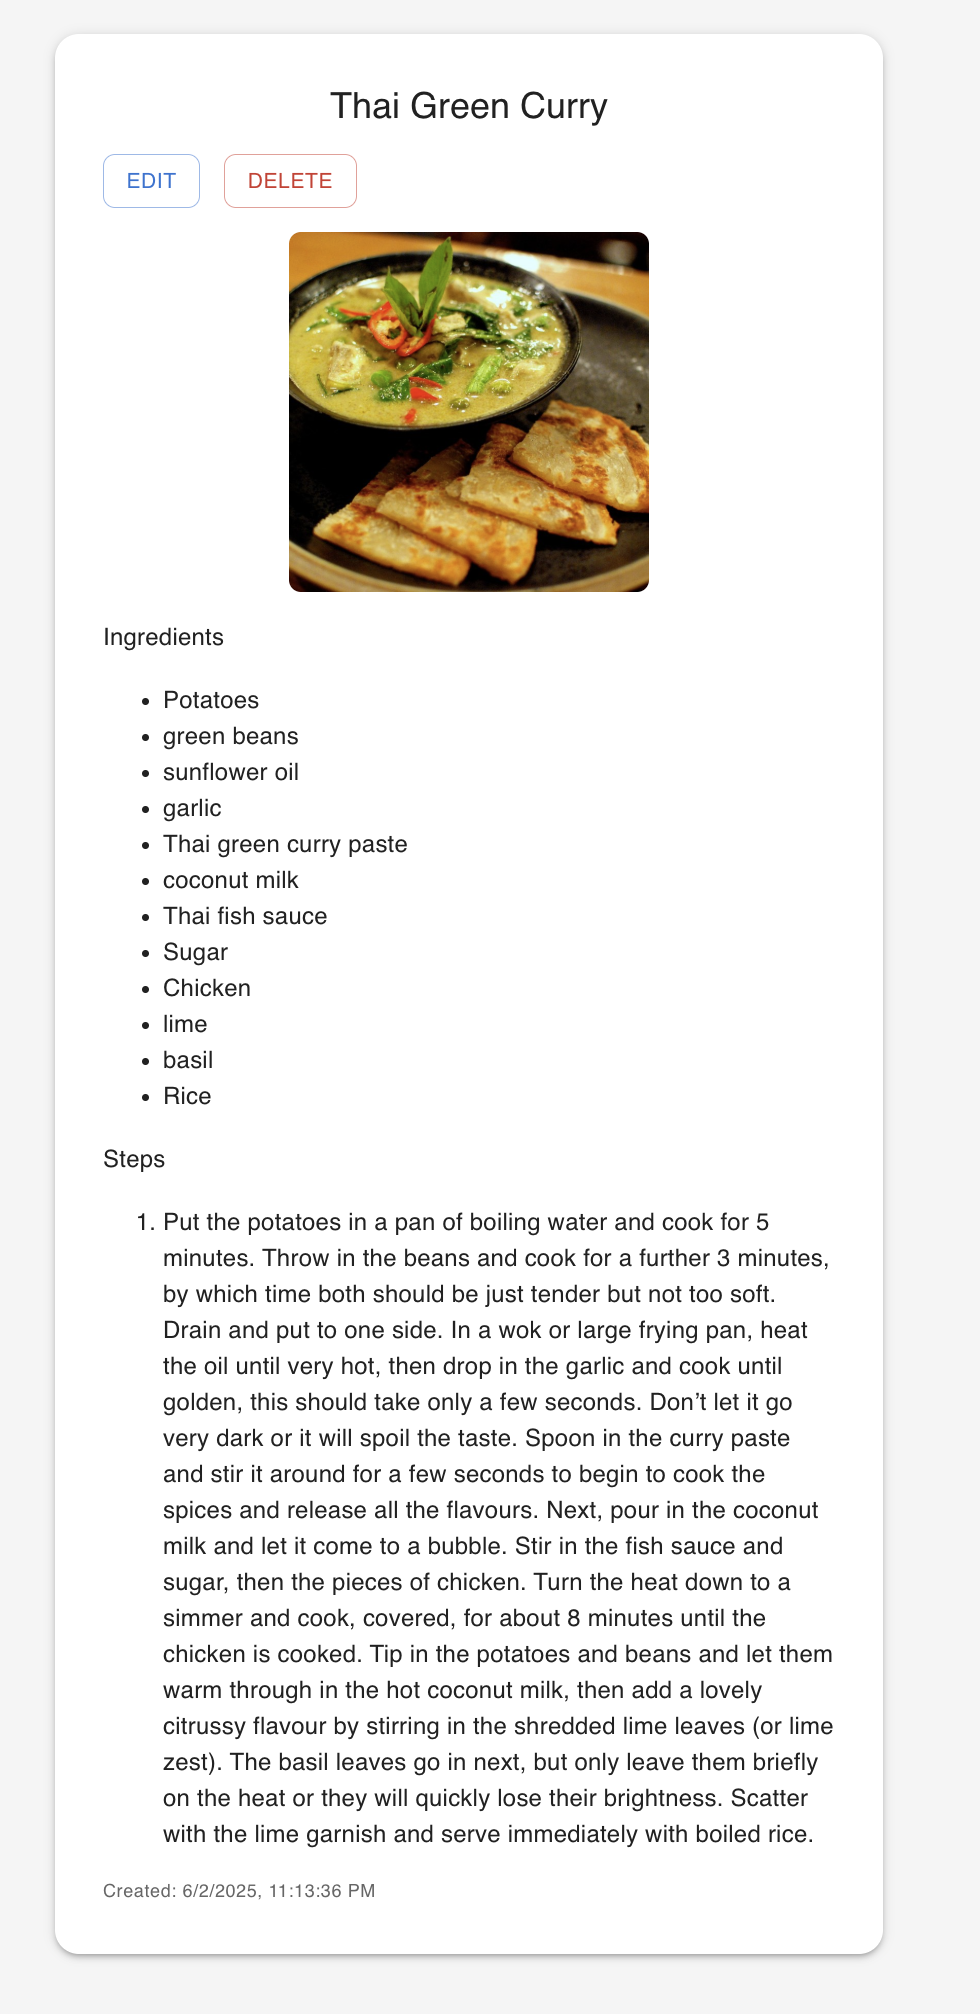 Thai Green Curry
EDIT
DELETE
Ingredients
• Potatoes
• green beans
• sunflower oil
• garlic
• Thai green curry paste
• coconut milk
• Thai fish sauce
• Sugar
• Chicken
• lime
• basil
• Rice
Steps
1. Put the potatoes in a pan of boiling water and cook for 5
minutes. Throw in the beans and cook for a further 3 minutes,
by which time both should be just tender but not too soft.
Drain and put to one side. In a wok or large frying pan, heat
the oil until very hot, then drop in the garlic and cook until
golden, this should take only a few seconds. Don’t let it go
very dark or it will spoil the taste. Spoon in the curry paste
and stir it around for a few seconds to begin to cook the
spices and release all the flavours. Next, pour in the coconut
milk and let it come to a bubble. Stir in the fish sauce and
sugar, then the pieces of chicken. Turn the heat down to a
simmer and cook, covered, for about 8 minutes until the
chicken is cooked. Tip in the potatoes and beans and let them
warm through in the hot coconut milk, then add a lovely
citrussy flavour by stirring in the shredded lime leaves (or lime
zest). The basil leaves go in next, but only leave them briefly
on the heat or they will quickly lose their brightness. Scatter
with the lime garnish and serve immediately with boiled rice.
Created: 6/2/2025, 11:13:36 PM